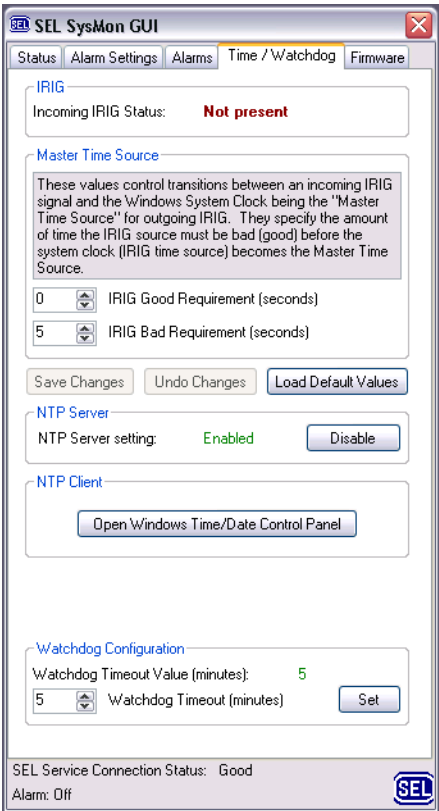 SEL SEL SysMon GUI
Status Alarm Settings Alarms Time / Watchdog Firmware
IRIG
Incoming IRIG Status: Not present
Master Time Source
These values control transitions between an incoming IRIG
signal and the Windows System Clock being the "Master
Time Source" for outgoing IRIG. They specify the amount
of time the IRIG source must be bad (good) before the
system clock (IRIG time source) becomes the Master Time
Source.
0 IRIG Good Requirement (seconds)
5 IRIG Bad Requirement (seconds)
Save Changes Undo Changes Load Default Values
NTP Server
NTP Server setting: Enabled Disable
NTP Client
Open Windows Time/Date Control Panel
Watchdog Configuration
Watchdog Timeout Value (minutes): 5
5 Watchdog Timeout (minutes) Set
SEL Service Connection Status: Good
Alarm: Off
SEL